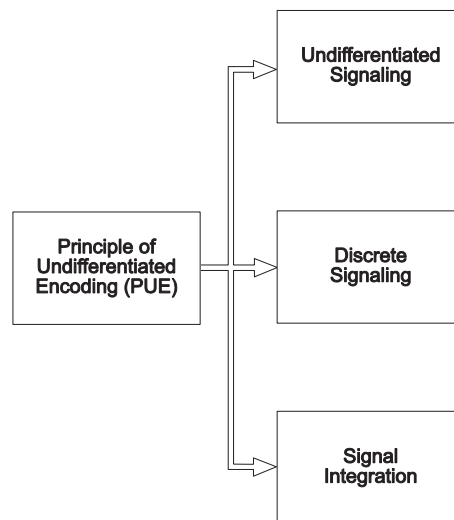 Undifferentiated
Signaling
Principle of
Undifferentiated
Encoding (PUE)
Discrete
Signaling
Signal
Integration